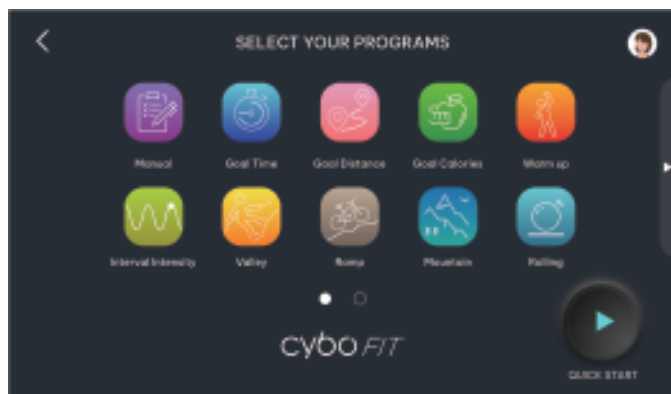 SELECT YOUR PROGRAMS
Manual Goal Time Goal Distance Goal Calories Warm up
Interval Intensity Valley Ramp Mountain Rolling
cybo FIT
QUICK START